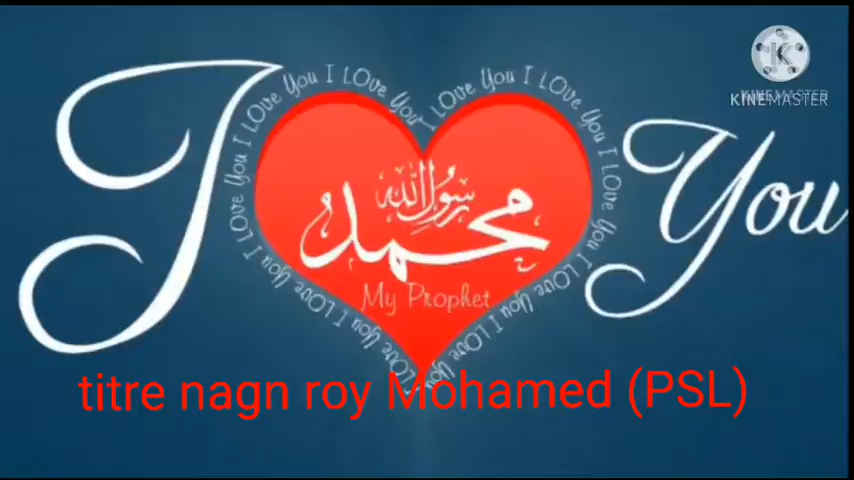 I You
I LOve You I LOve You I LOve You I LOve You I LOve You I LOve You I LOve You I LOve You
رسول الله
محمد
My Prophet
titre nagn roy Mohamed (PSL)
K
KINEMASTER